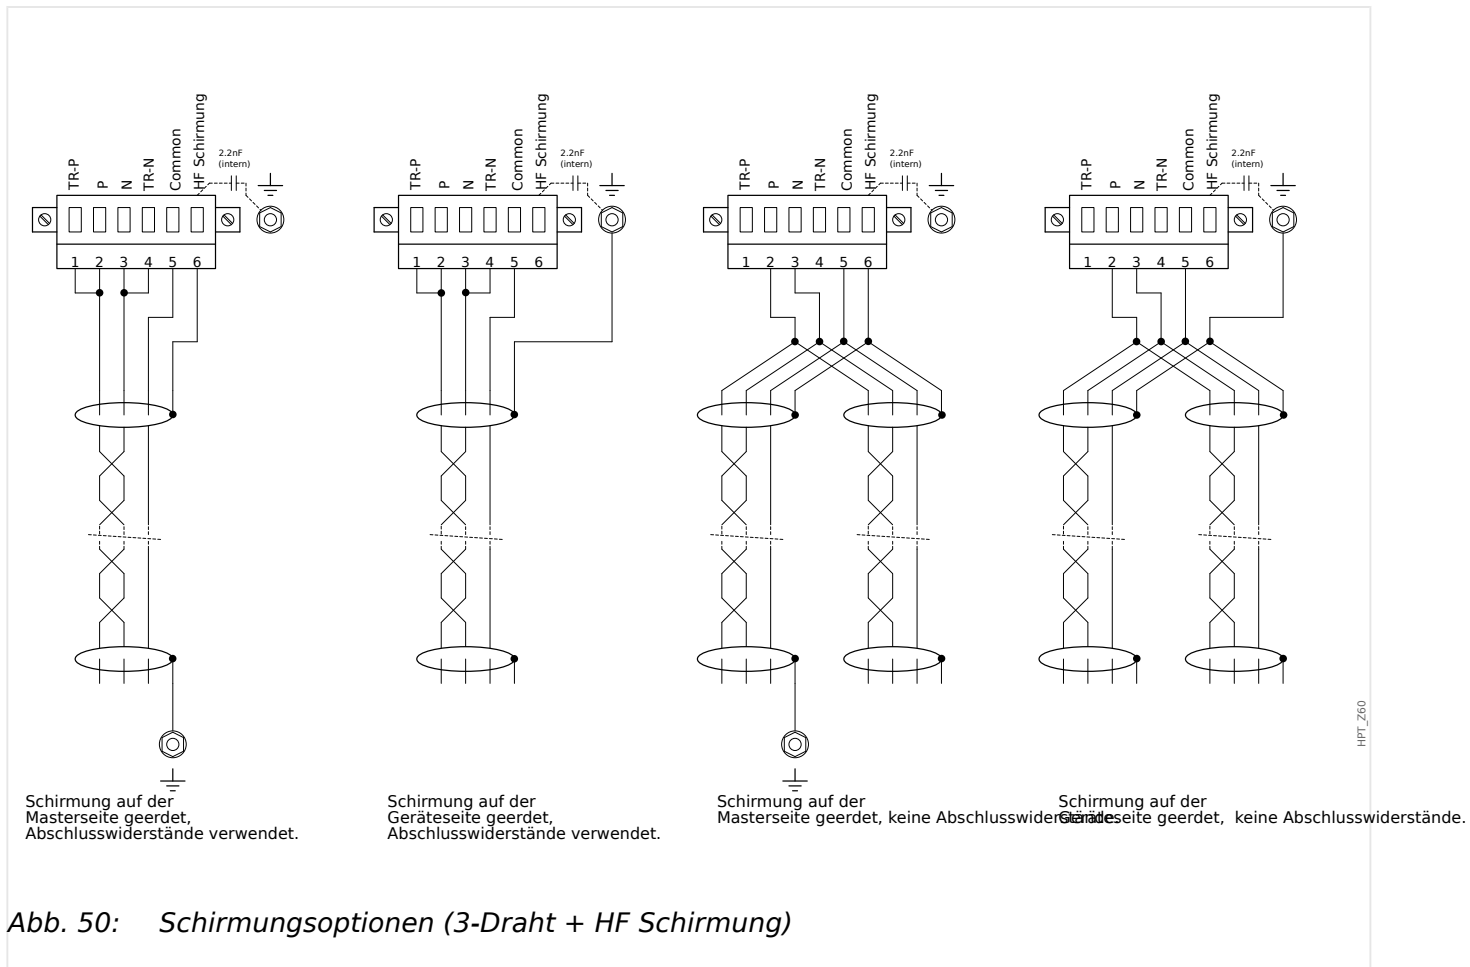 TR-P
P
N
TR-N
Common
HF Schirmung
2.2nF
(intern)
1 2 3 4 5 6
TR-P
P
N
TR-N
Common
HF Schirmung
2.2nF
(intern)
1 2 3 4 5 6
TR-P
P
N
TR-N
Common
HF Schirmung
2.2nF
(intern)
1 2 3 4 5 6
TR-P
P
N
TR-N
Common
HF Schirmung
2.2nF
(intern)
1 2 3 4 5 6
HPT_Z60
Schirmung auf der
Masterseite geerdet,
Abschlusswiderstände verwendet.
Schirmung auf der
Geräteseite geerdet,
Abschlusswiderstände verwendet.
Schirmung auf der
Masterseite geerdet, keine Abschlusswiderstände.
Schirmung auf der
Geräteseite geerdet, keine Abschlusswiderstände.
Abb. 50: Schirmungsoptionen (3-Draht + HF Schirmung)